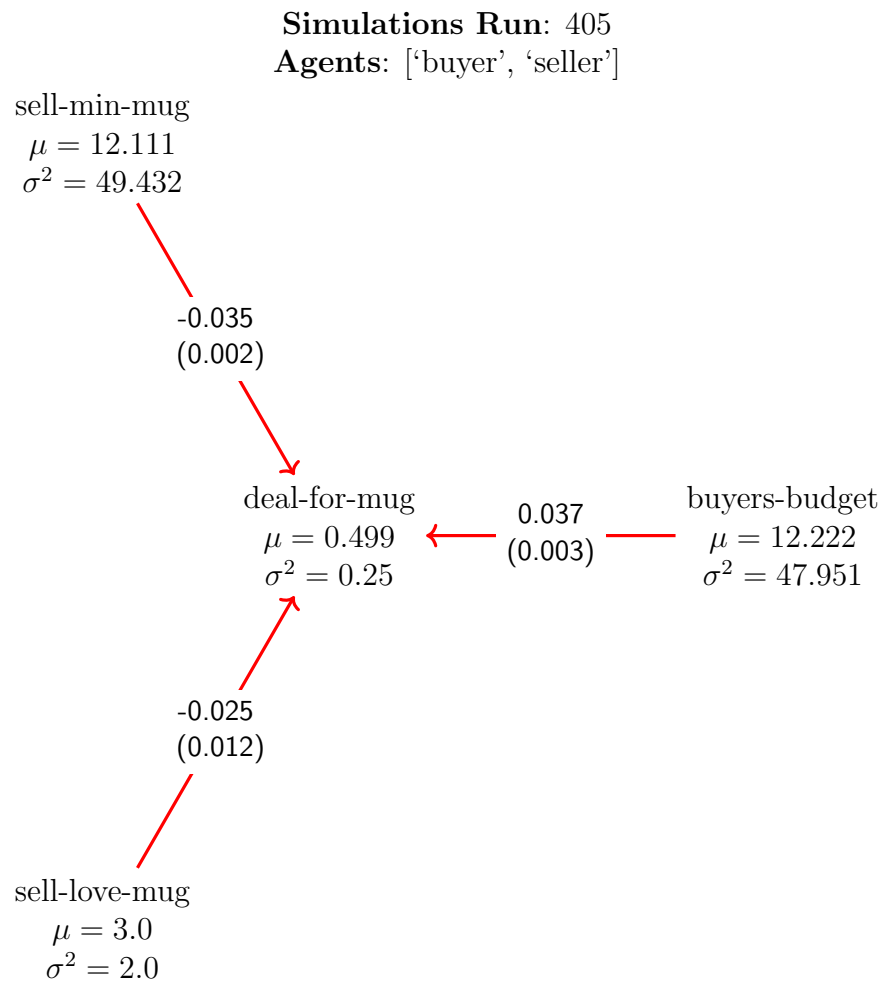 Simulations Run: 405
Agents: [‘buyer’, ‘seller’]
sell-min-mug
μ = 12.111
σ² = 49.432
-0.035
(0.002)
deal-for-mug
μ = 0.499
σ² = 0.25
0.037
(0.003)
buyers-budget
μ = 12.222
σ² = 47.951
-0.025
(0.012)
sell-love-mug
μ = 3.0
σ² = 2.0